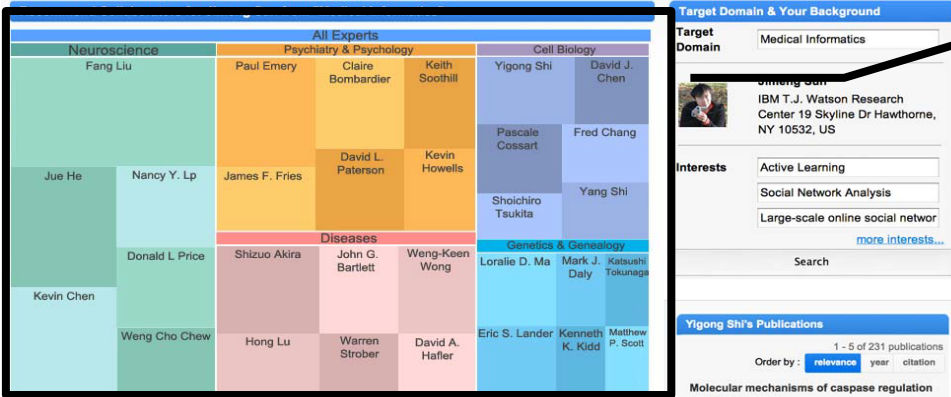 All Experts
Neuroscience
Fang Liu
Jue He
Nancy Y. Lp
Donald L Price
Kevin Chen
Weng Cho Chew
Psychiatry & Psychology
Paul Emery
Claire
Bombardier
Keith
Soothill
James F. Fries
David L.
Paterson
Kevin
Howells
Cell Biology
Yigong Shi
David J.
Chen
Pascale
Cossart
Fred Chang
Shoichiro
Tsukita
Yang Shi
Diseases
Shizuo Akira
John G.
Bartlett
Weng-Keen
Wong
Hong Lu
Warren
Strober
David A.
Hafler
Genetics & Genealogy
Loralie D. Ma
Mark J.
Daly
Katsushi
Tokunaga
Eric S. Lander
Kenneth
K. Kidd
Matthew
P. Scott
Target Domain & Your Background
Target
Domain
Medical Informatics
IBM T.J. Watson Research
Center 19 Skyline Dr Hawthorne,
NY 10532, US
Interests
Active Learning
Social Network Analysis
Large-scale online social networ
more interests...
Search
Yigong Shi's Publications
1 - 5 of 231 publications
Order by : relevance year citation
Molecular mechanisms of caspase regulation